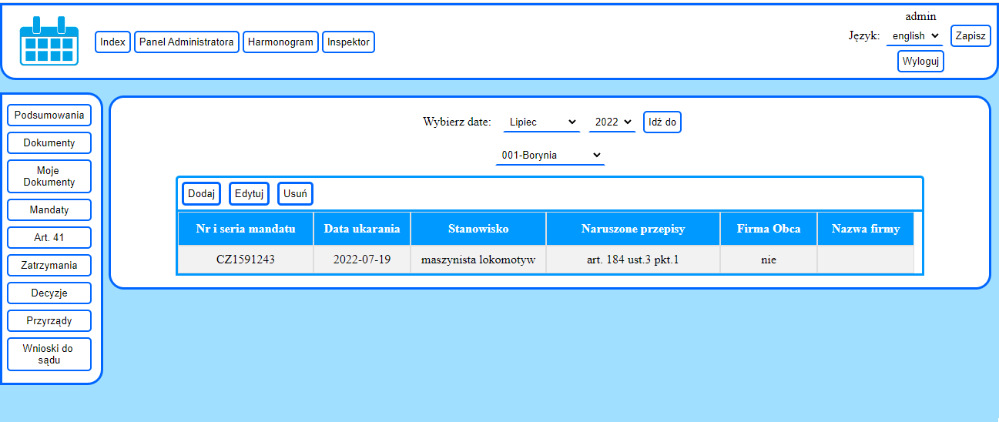 admin
Index Panel Administratora Harmonogram Inspektor
Język: english Zapisz
Wyloguj
Podsumowania
Dokumenty
Moje
Dokumenty
Mandaty
Art. 41
Zatrzymania
Decyzje
Przyrządy
Wnioski do
sądu
Wybierz date: Lipiec 2022 Idź do
001-Borynia
Dodaj Edytuj Usuń
Nr i seria mandatu Data ukarania Stanowisko Naruszone przepisy Firma Obca Nazwa firmy
CZ1591243 2022-07-19 maszynista lokomotyw art. 184 ust.3 pkt.1 nie